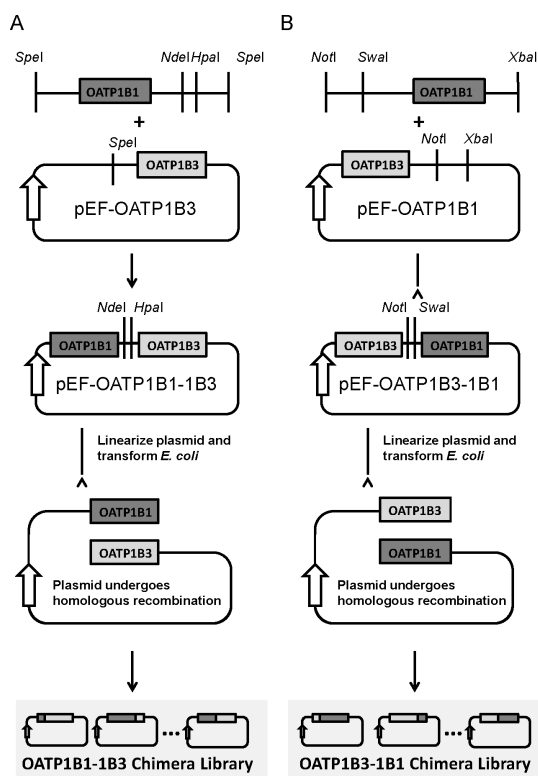 A
SpeI
NdeI HpaI
SpeI
OATP1B1
+
SpeI
OATP1B3
pEF-OATP1B3
NdeI HpaI
OATP1B1
OATP1B3
pEF-OATP1B1-1B3
Linearize plasmid and
transform E. coli
OATP1B1
OATP1B3
Plasmid undergoes
homologous recombination
...
OATP1B1-1B3 Chimera Library
B
NotI
SwaI
XbaI
OATP1B1
+
NotI
XbaI
OATP1B3
pEF-OATP1B1
NotI SwaI
OATP1B3
OATP1B1
pEF-OATP1B3-1B1
Linearize plasmid and
transform E. coli
OATP1B3
OATP1B1
Plasmid undergoes
homologous recombination
...
OATP1B3-1B1 Chimera Library